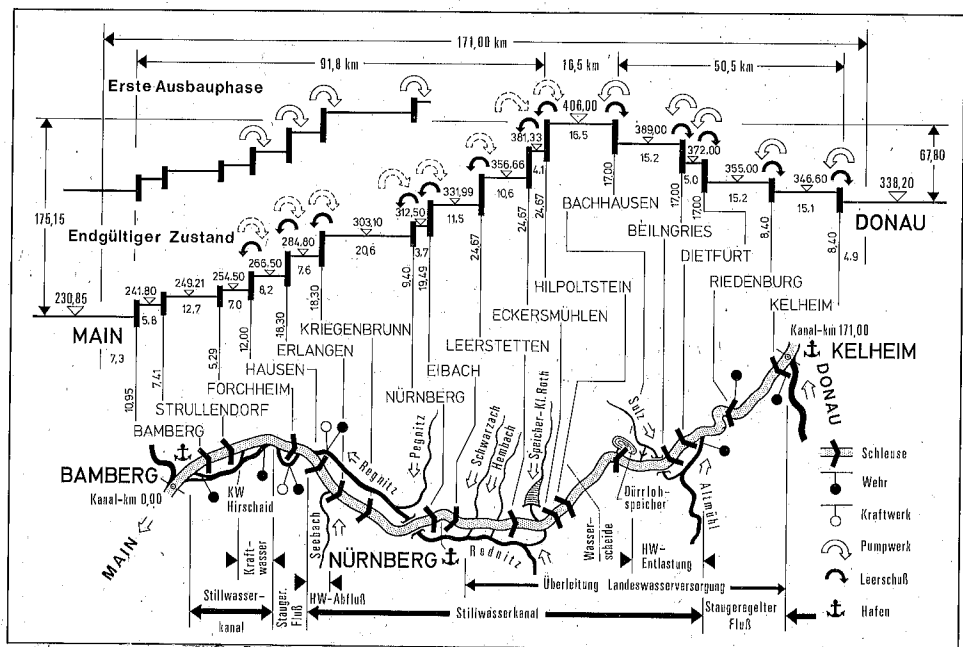 171,00 km
91,8 km
16,5 km
50,5 km
Erste Ausbauphase
406,00
15,5
389,00
15.2
372.00
5.0
355.00
15.2
346.60
15.1
338,20
67,80
DONAU
381,33
4.1
356.66
10,6
331,99
11.5
312,50
3.7
303,10
20.6
284.80
7.6
266.50
8,2
254.50
7.0
249.21
12.7
241.80
5.8
230,85
175,15
Endgültiger Zustand
MAIN
7,3
10,95
7,41
5,29
12,00
18,30
18,30
9,40
19,49
24,67
24,67
24,67
17,00
17,00
17,00
8,40
8,40
4.9
BACHHAUSEN
BEILNGRIES
DIETFURT
RIEDENBURG
KELHEIM
HILPOLTSTEIN
ECKERSMÜHLEN
LEERSTETTEN
EIBACH
NÜRNBERG
KRIEGENBRUNN
ERLANGEN
HAUSEN
FORCHHEIM
STRULLENDORF
BAMBERG
Kanal-km 171,00
KELHEIM
DONAU
BAMBERG
Kanal-km 0,00
MAIN
KW
Hirschaid
Kraft-
wasser
Seebach
Regnitz
Pegnitz
NÜRNBERG
Rednitz
Schwarzach
Hembach
Speicher-Kl. Roth
Wasser-
scheide
Sulz
Dürrloh-
speicher
Altmühl
HW-
Entlastung
Überleitung Landeswasserversorgung
Stillwasser-
kanal
Stauger.
Fluß
HW-Abfluß
Stillwasserkanal
Staugeregelter
Fluß
Schleuse
Wehr
Kraftwerk
Pumpwerk
Leerschuß
Hafen